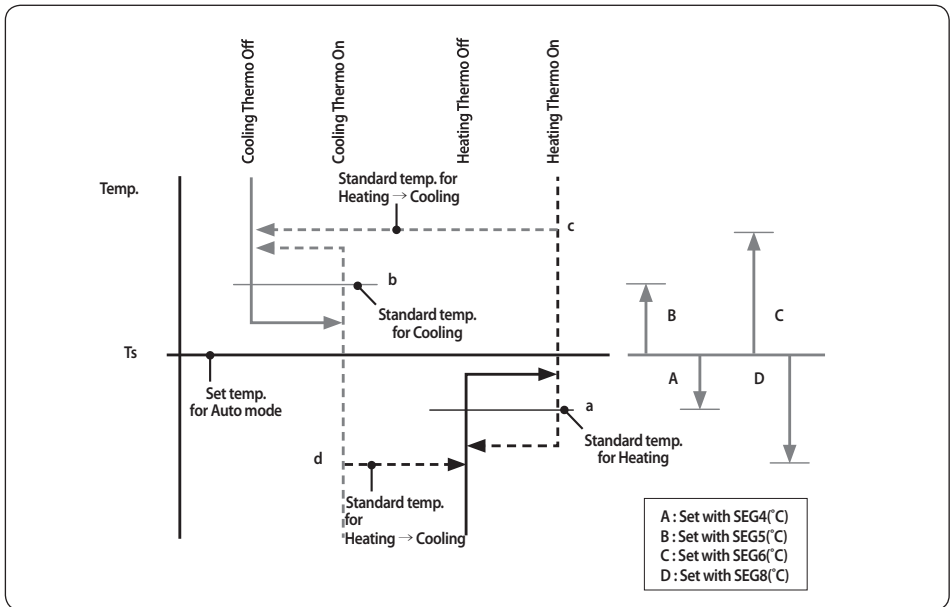 Cooling Thermo Off
Cooling Thermo On
Heating Thermo Off
Heating Thermo On
Temp.
Standard temp. for
Heating → Cooling
c
b
Standard temp.
for Cooling
B
C
Ts
A
D
Set temp.
for Auto mode
a
Standard temp.
for Heating
d
Standard temp.
for
Heating → Cooling
A : Set with SEG4(˚C)
B : Set with SEG5(˚C)
C : Set with SEG6(˚C)
D : Set with SEG8(˚C)